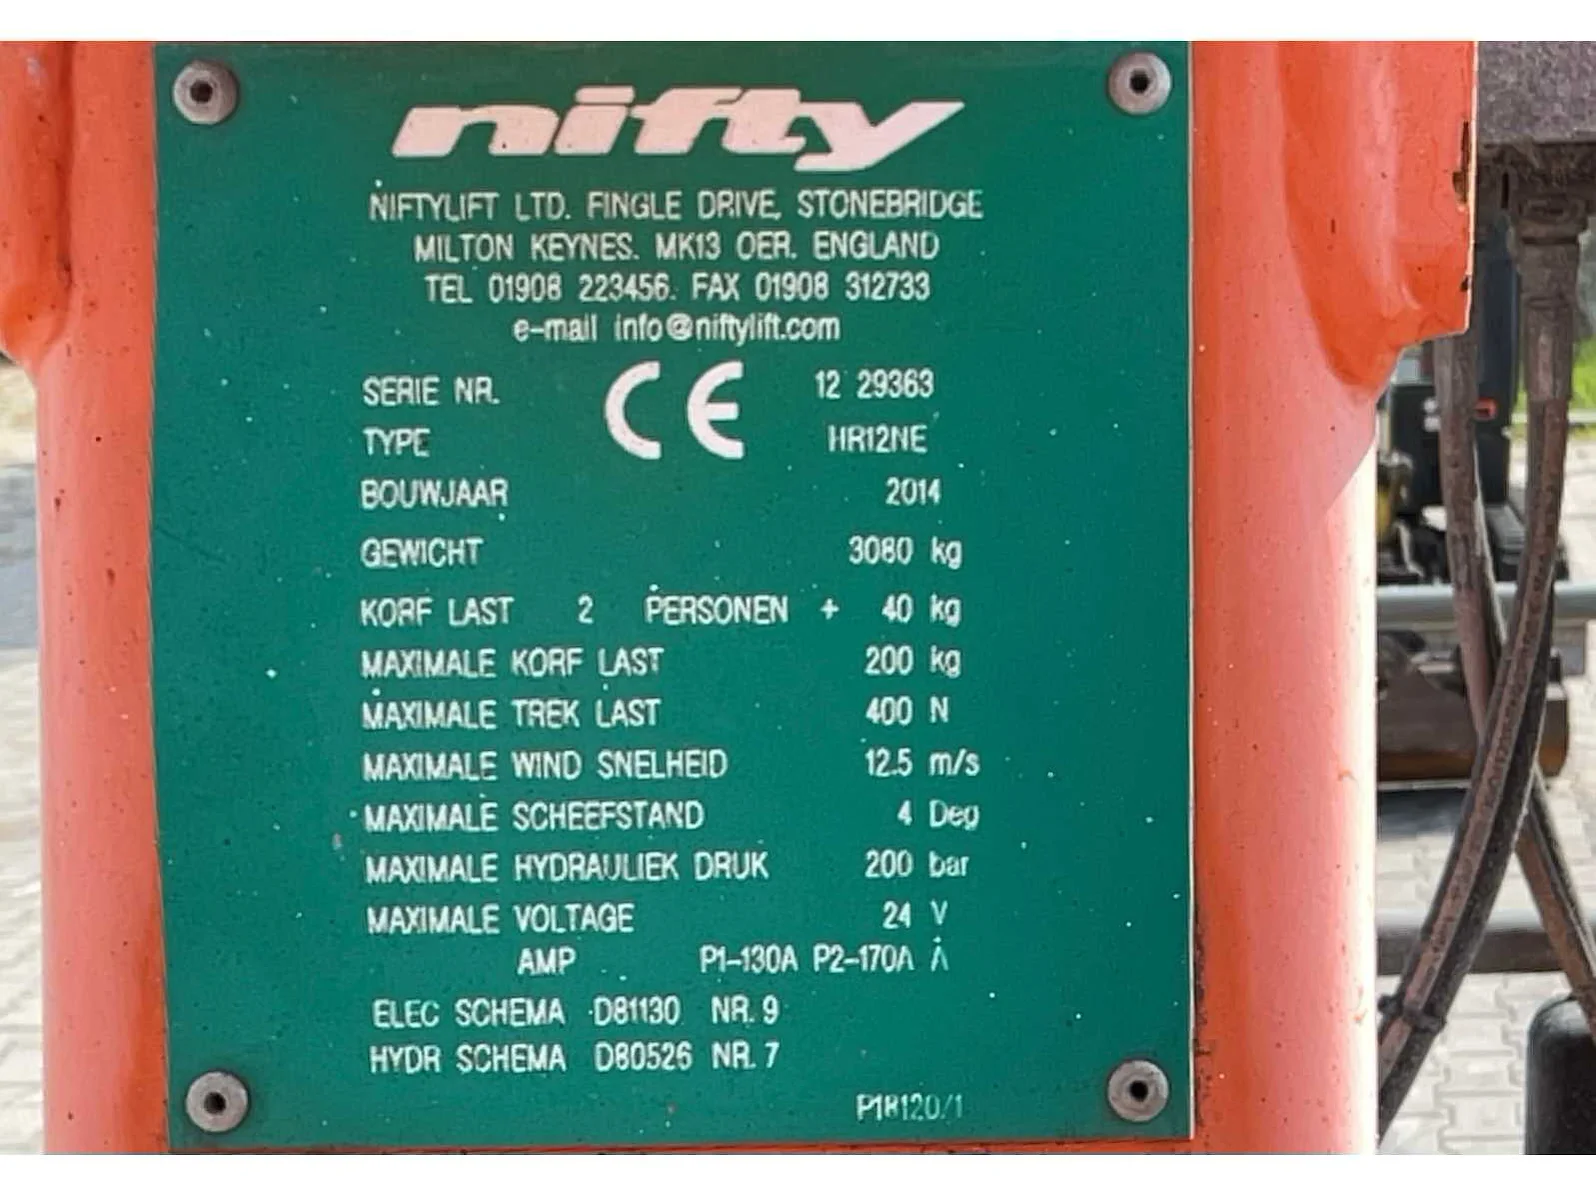 nifty
NIFTYLIFT LTD. FINGLE DRIVE, STONEBRIDGE
MILTON KEYNES. MK13 OER. ENGLAND
TEL 01908 223456. FAX 01908 312733
e-mail info@niftylift.com
SERIE NR. CE 12 29363
TYPE HR12NE
BOUWJAAR 2014
GEWICHT 3080 kg
KORF LAST 2 PERSONEN + 40 kg
MAXIMALE KORF LAST 200 kg
MAXIMALE TREK LAST 400 N
MAXIMALE WIND SNELHEID 12.5 m/s
MAXIMALE SCHEEFSTAND 4 Deg
MAXIMALE HYDRAULIEK DRUK 200 bar
MAXIMALE VOLTAGE 24 V
AMP P1-130A P2-170A A
ELEC SCHEMA D81130 NR. 9
HYDR SCHEMA D80526 NR. 7
P18120/1